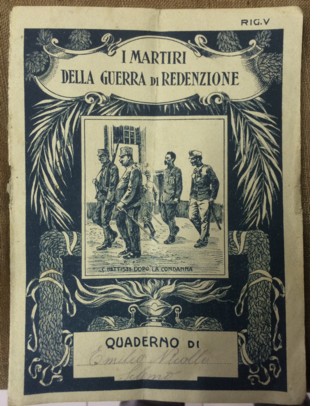 RIG.V
I MARTIRI
DELLA GUERRA DI REDENZIONE
BATTISTI DOPO LA CONDANNA
QUADERNO DI